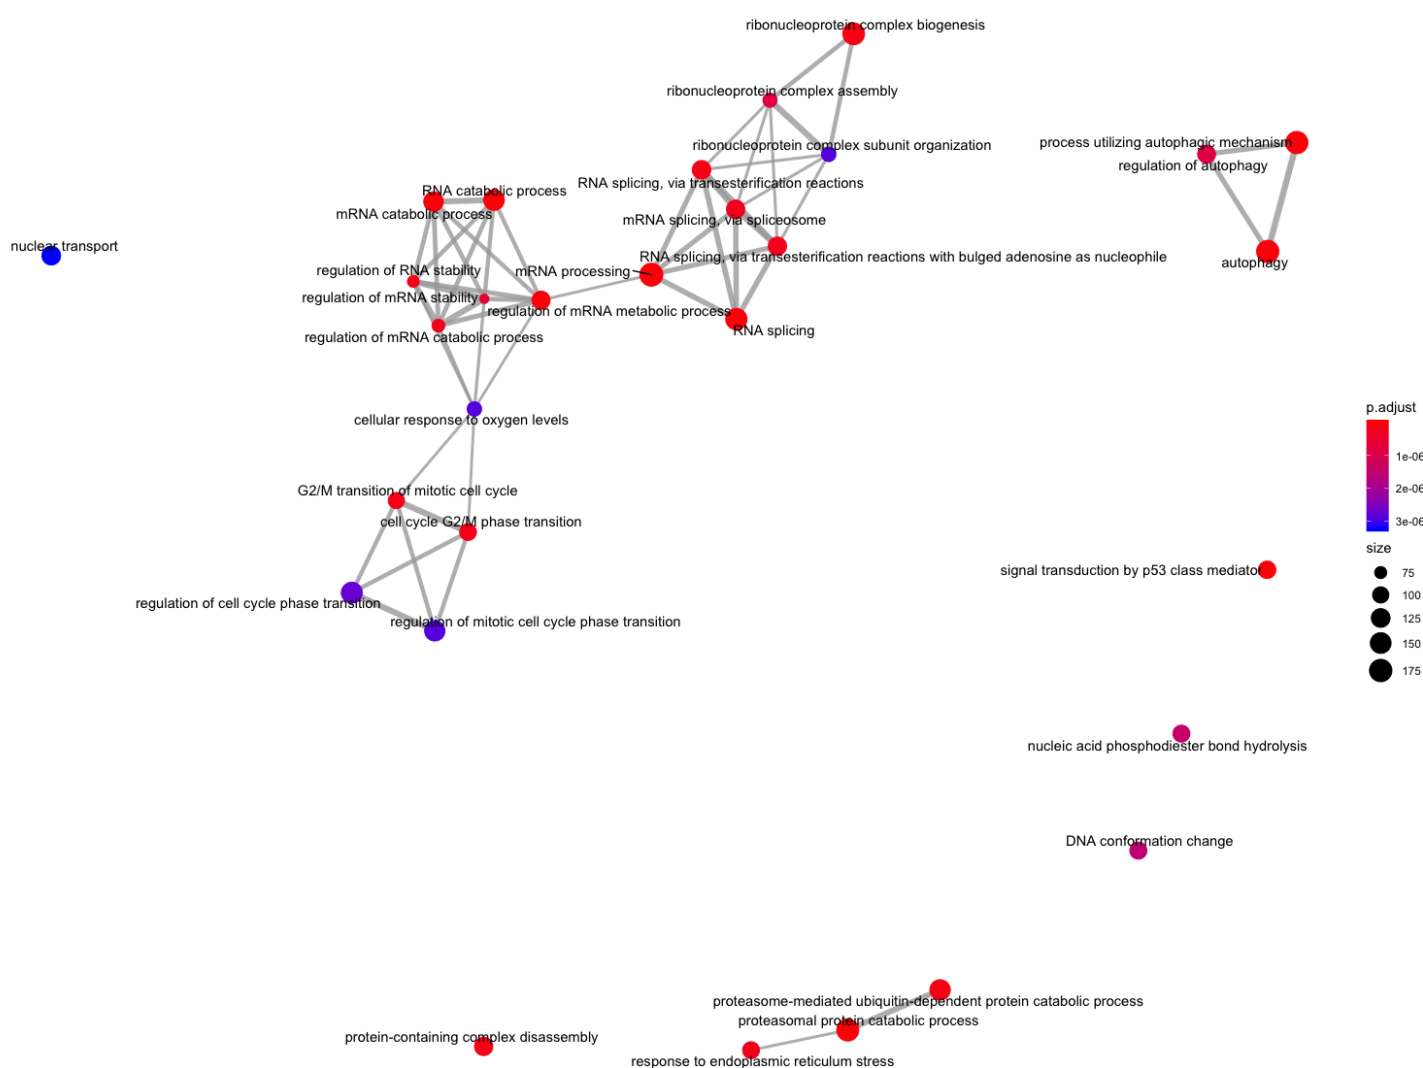 ribonucleoprotein complex biogenesis
ribonucleoprotein complex assembly
ribonucleoprotein complex subunit organization
process utilizing autophagic mechanism
regulation of autophagy
RNA splicing, via transesterification reactions
RNA catabolic process
mRNA catabolic process
mRNA splicing, via spliceosome
nuclear transport
RNA splicing, via transesterification reactions with bulged adenosine as nucleophile
autophagy
regulation of RNA stability
mRNA processing
regulation of mRNA stability
regulation of mRNA metabolic process
RNA splicing
regulation of mRNA catabolic process
cellular response to oxygen levels
p.adjust
1e-06
2e-06
3e-06
size
75
100
125
150
175
G2/M transition of mitotic cell cycle
cell cycle G2/M phase transition
signal transduction by p53 class mediator
regulation of cell cycle phase transition
regulation of mitotic cell cycle phase transition
nucleic acid phosphodiester bond hydrolysis
DNA conformation change
proteasome-mediated ubiquitin-dependent protein catabolic process
proteasomal protein catabolic process
protein-containing complex disassembly
response to endoplasmic reticulum stress